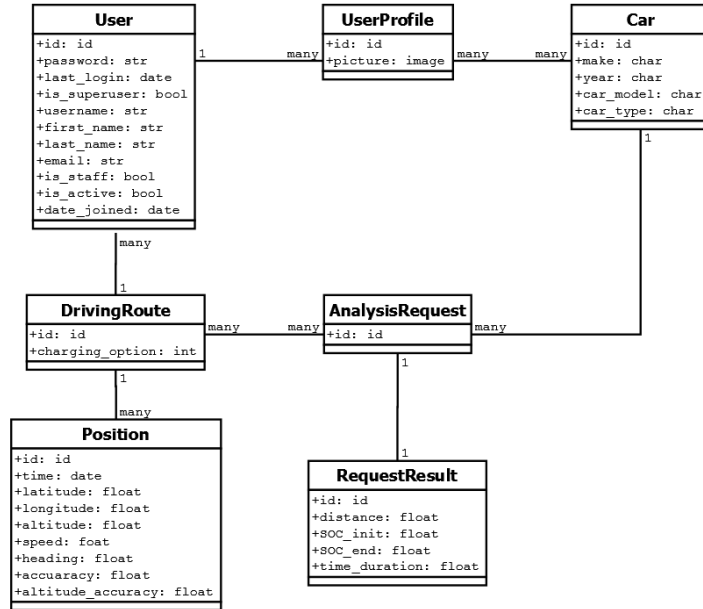 User
+id: id
+password: str
+last_login: date
+is_superuser: bool
+username: str
+first_name: str
+last_name: str
+email: str
+is_staff: bool
+is_active: bool
+date_joined: date
1
many
UserProfile
+id: id
+picture: image
many
many
Car
+id: id
+make: char
+year: char
+car_model: char
+car_type: char
1
many
1
DrivingRoute
+id: id
+charging_option: int
many
many
AnalysisRequest
+id: id
many
1
many
1
1
Position
+id: id
+time: date
+latitude: float
+longitude: float
+altitude: float
+speed: foat
+heading: float
+accuaracy: float
+altitude_accuracy: float
RequestResult
+id: id
+distance: float
+SOC_init: float
+SOC_end: float
+time_duration: float